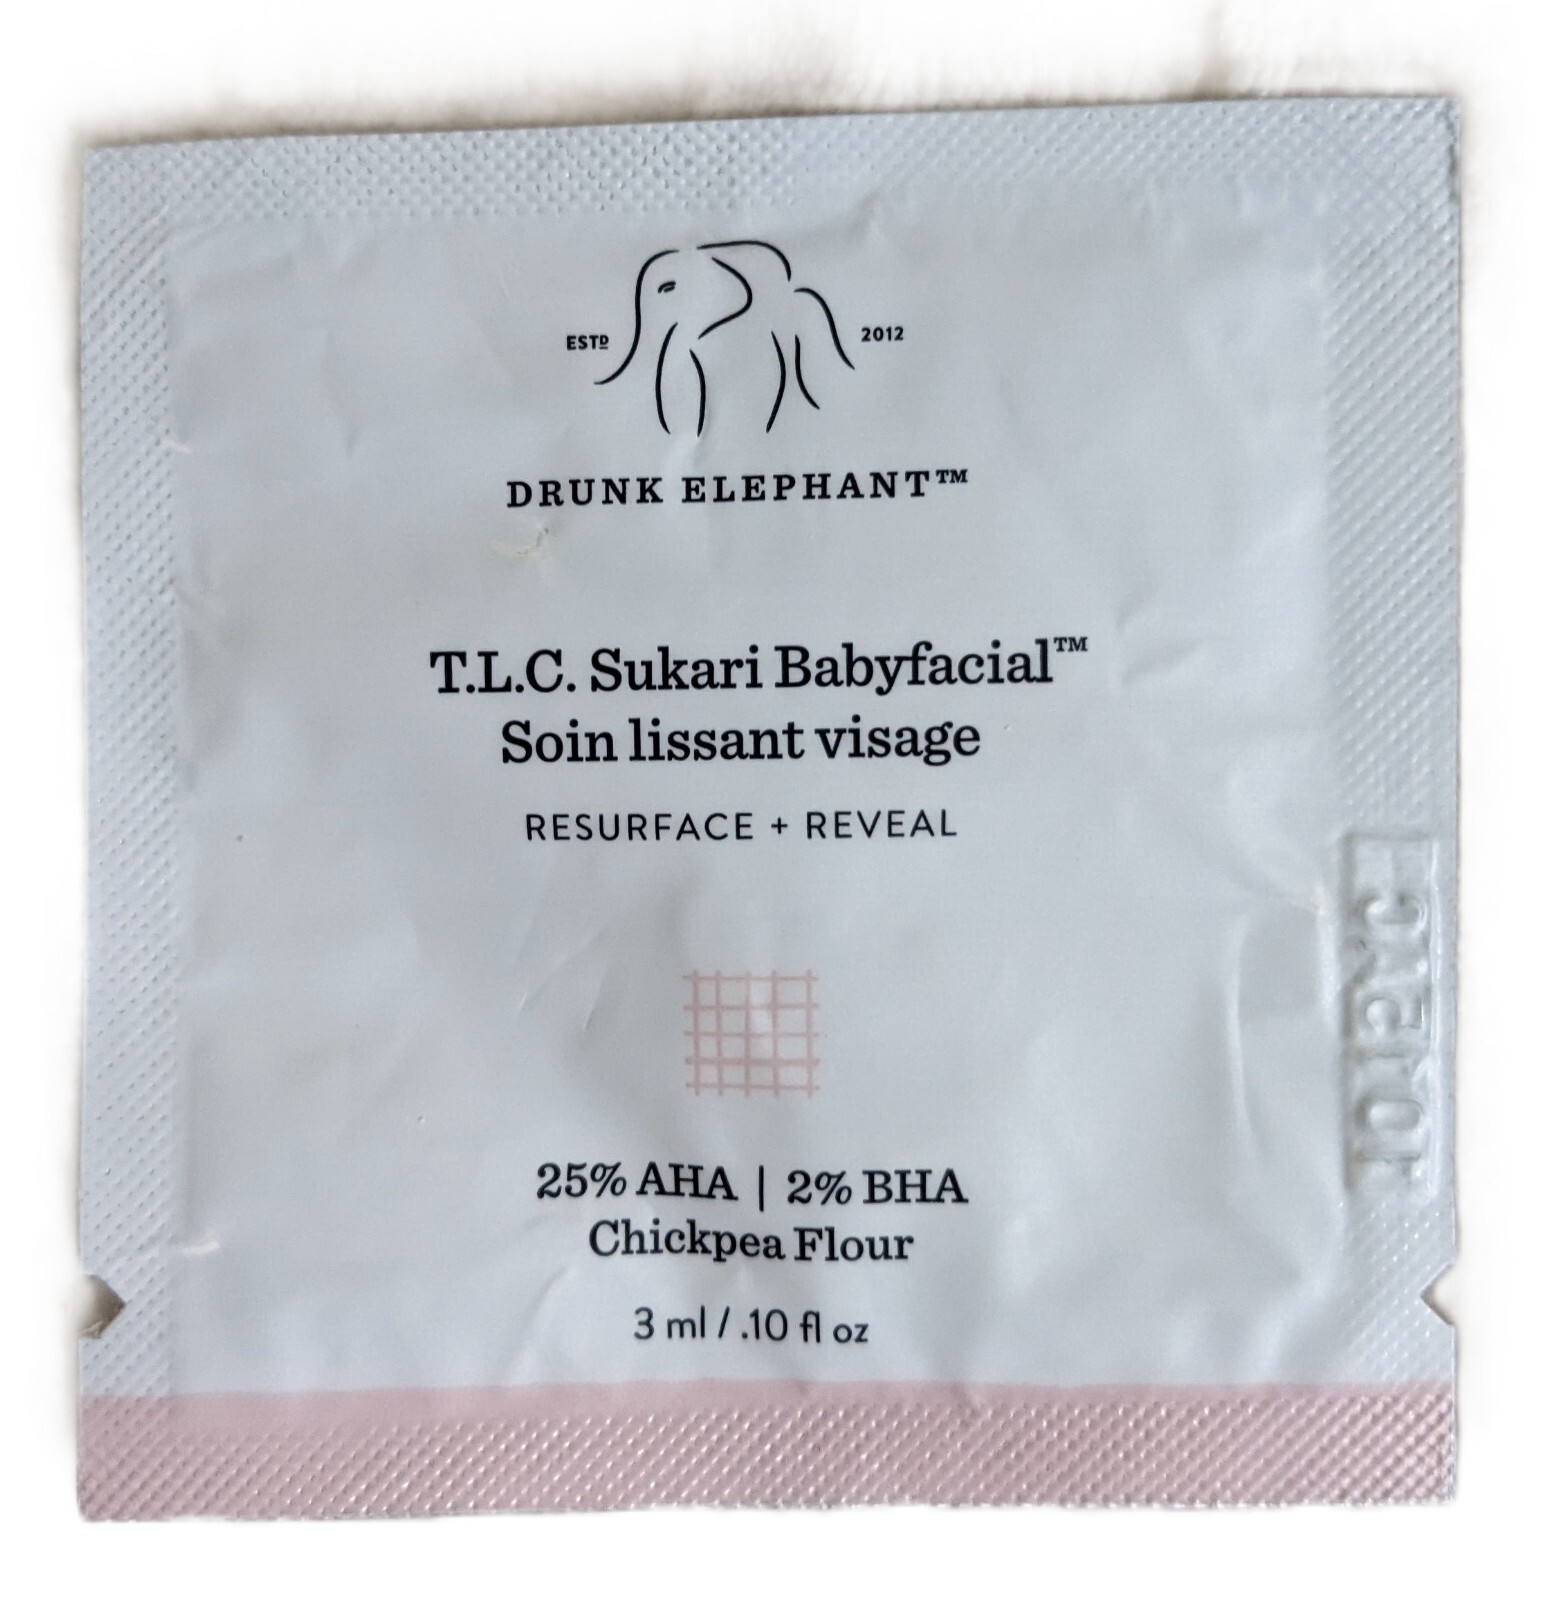 ESTD 2012
DRUNK ELEPHANT™
T.L.C. Sukari Babyfacial™
Soin lissant visage
RESURFACE + REVEAL
25% AHA | 2% BHA
Chickpea Flour
3 ml / .10 fl oz